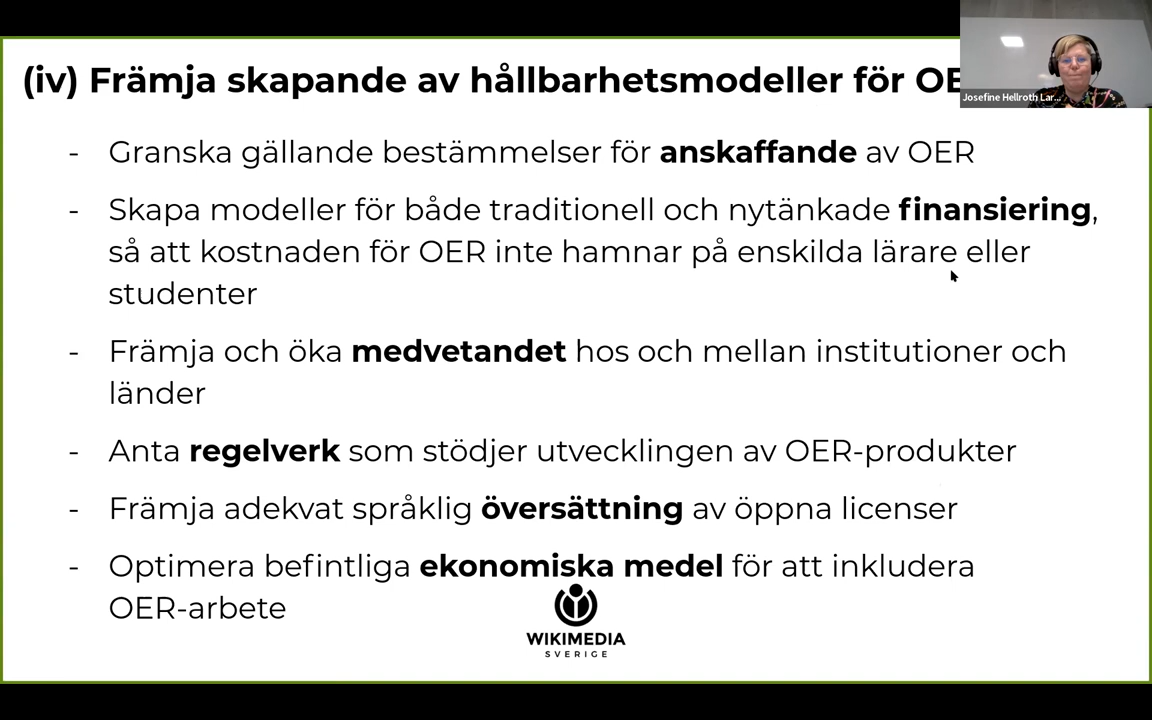 (iv) Främja skapande av hållbarhetsmodeller för OE
Josefine Hellroth Lar...
- Granska gällande bestämmelser för anskaffande av OER
- Skapa modeller för både traditionell och nytänkade finansiering,
så att kostnaden för OER inte hamnar på enskilda lärare eller
studenter
- Främja och öka medvetandet hos och mellan institutioner och
länder
- Anta regelverk som stödjer utvecklingen av OER-produkter
- Främja adekvat språklig översättning av öppna licenser
- Optimera befintliga ekonomiska medel för att inkludera
OER-arbete
WIKIMEDIA
SVERIGE